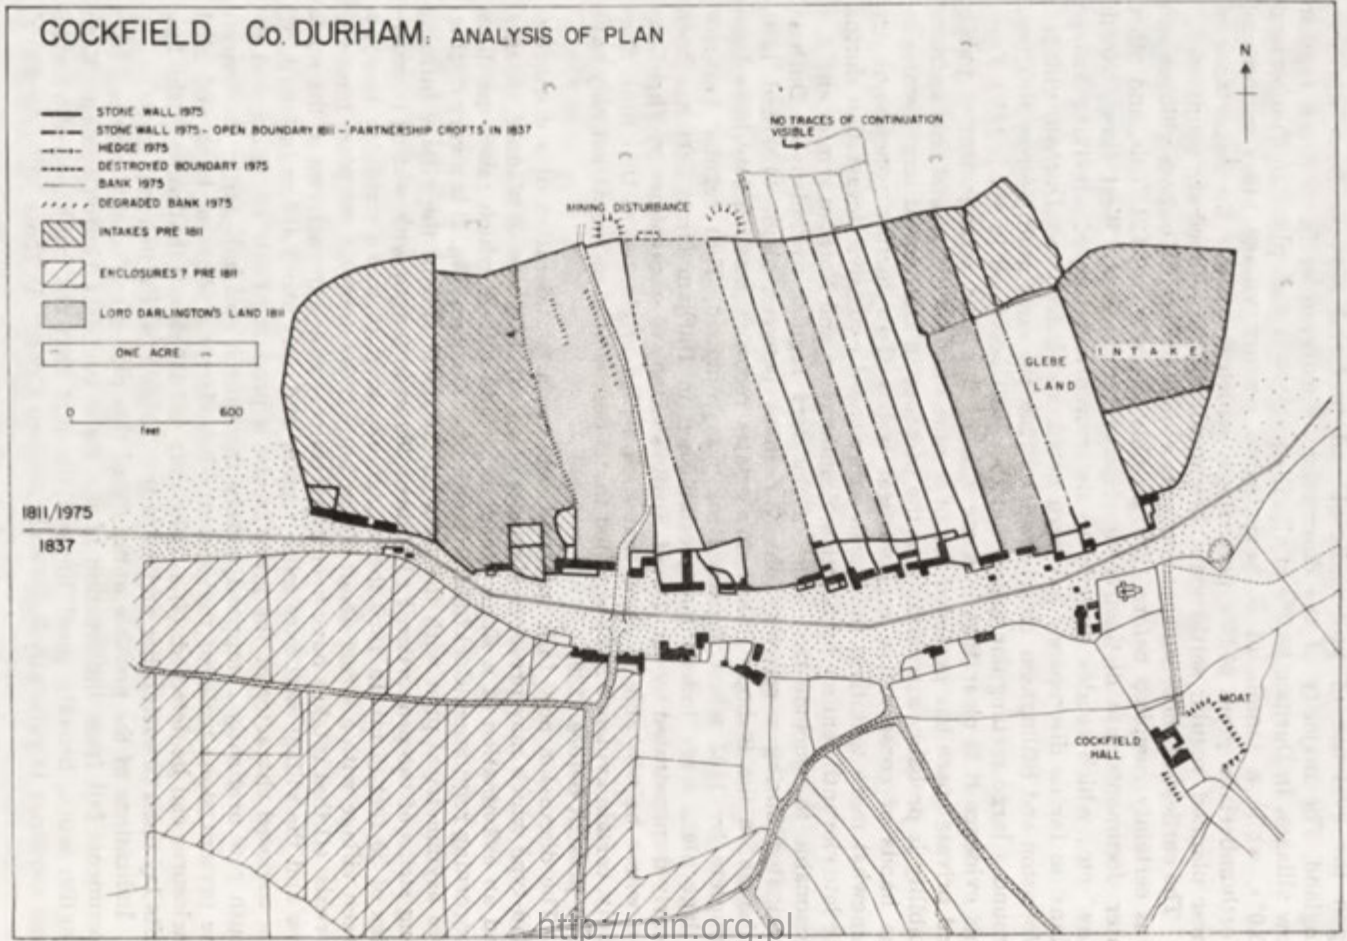 COCKFIELD Co. DURHAM: ANALYSIS OF PLAN
N
STONE WALL 1975
STONE WALL 1975 - OPEN BOUNDARY 1811 - 'PARTNERSHIP CROFTS' IN 1837
HEDGE 1975
DESTROYED BOUNDARY 1975
BANK 1975
DEGRADED BANK 1975
INTAKES PRE 1811
ENCLOSURES ? PRE 1811
LORD DARLINGTON'S LAND 1811
ONE ACRE
0 600
feet
NO TRACES OF CONTINUATION
VISIBLE
MINING DISTURBANCE
INTAKE
GLEBE
LAND
1811/1975
1837
MOAT
COCKFIELD
HALL
http://rcin.org.pl